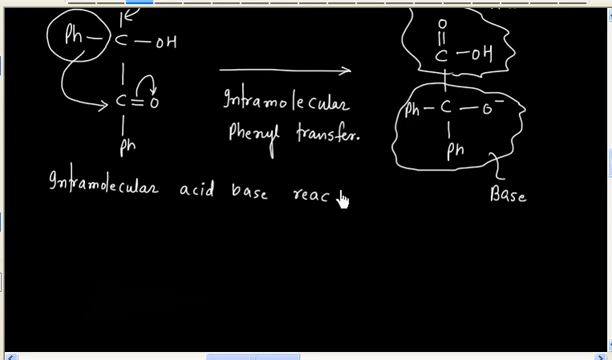 Ph — C — OH
C = O
Ph
Intramolecular
Phenyl transfer.
O
C — OH
Ph — C — O⁻
Ph
Base
Intramolecular acid base reac